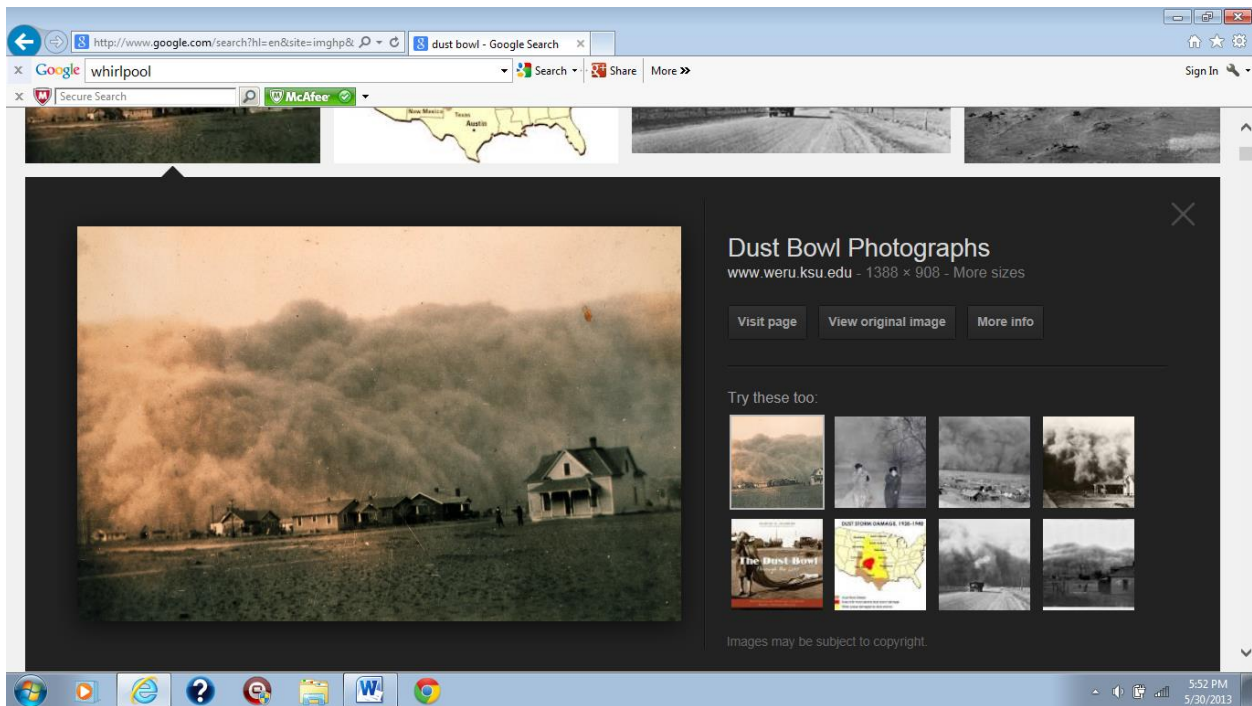 http://www.google.com/search?hl=en&site=imghp&
dust bowl - Google Search
Google whirlpool Search Share More »
Sign In
Secure Search McAfee
New Mexico Texas
Austin
Dust Bowl Photographs
www.weru.ksu.edu - 1388 × 908 - More sizes
Visit page View original image More info
Try these too:
The Dust Bowl
DUST STORM DAMAGE, 1930-1940
Images may be subject to copyright.
5:52 PM
5/30/2013